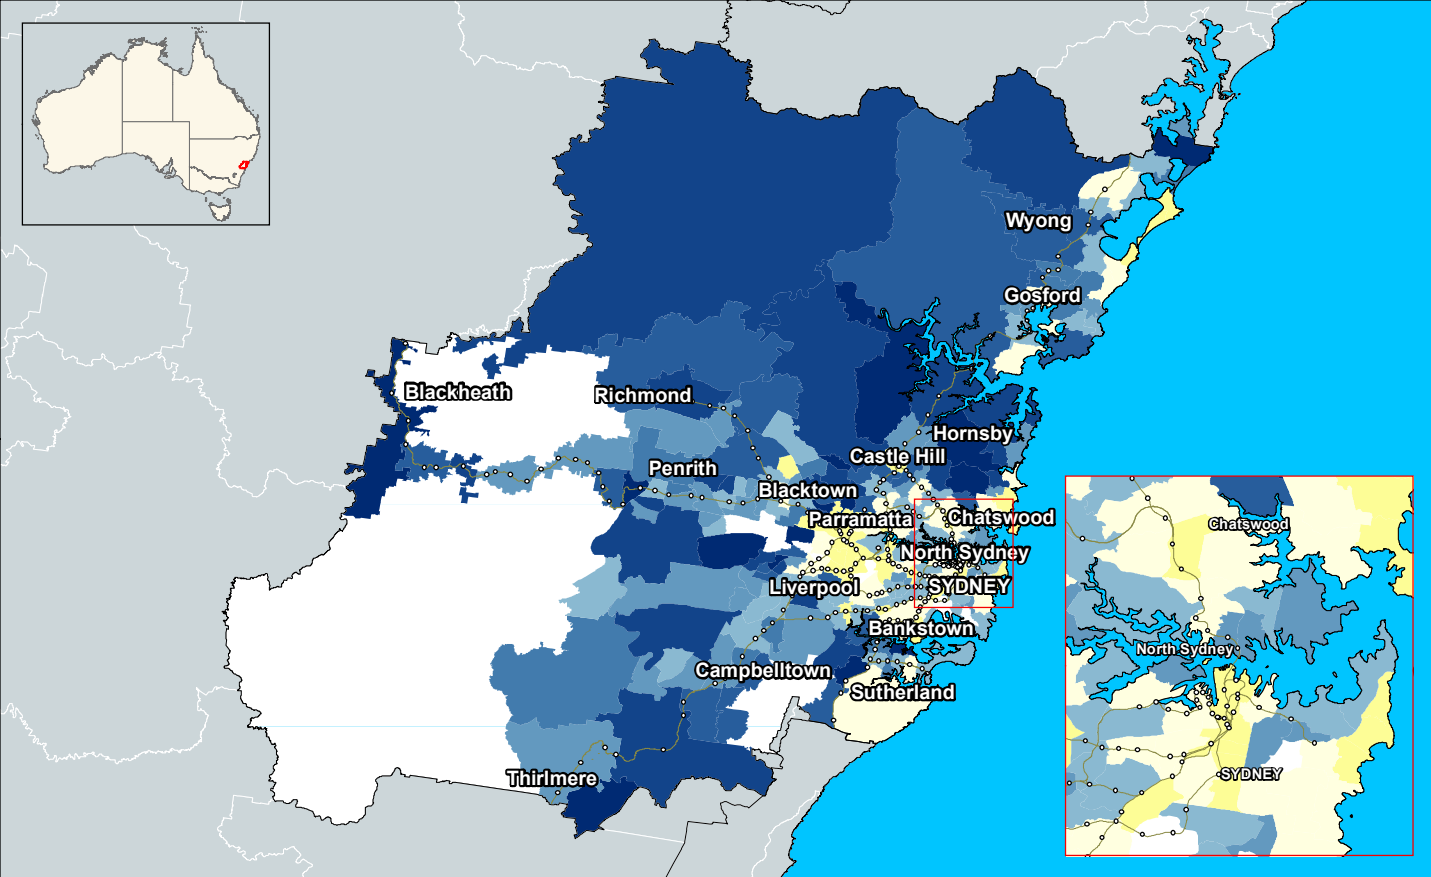 Wyong
Gosford
Blackheath
Richmond
Hornsby
Castle Hill
Penrith
Blacktown
Parramatta
Chatswood
North Sydney
Liverpool
SYDNEY
Bankstown
Campbelltown
Sutherland
Thirlmere
Chatswood
North Sydney
SYDNEY